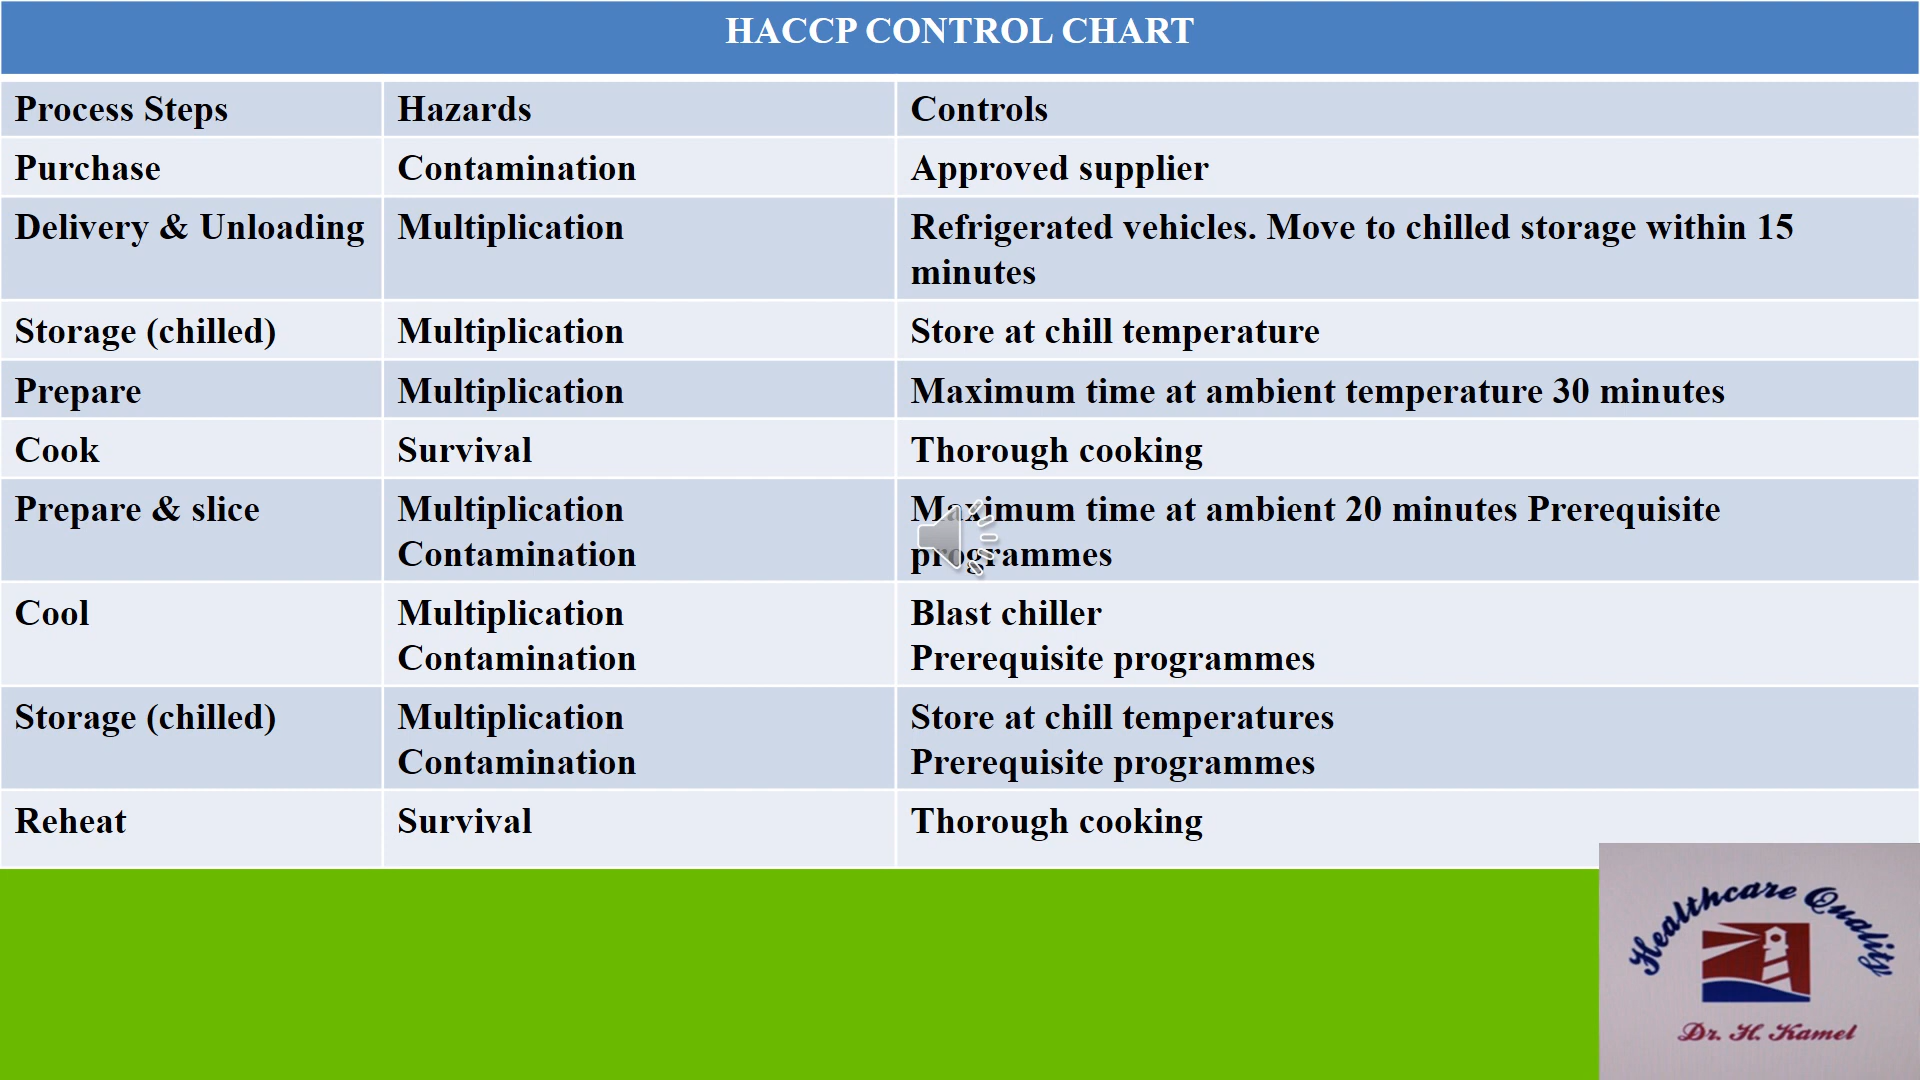 HACCP CONTROL CHART
Process Steps
Hazards
Controls
Purchase
Contamination
Approved supplier
Delivery & Unloading
Multiplication
Refrigerated vehicles. Move to chilled storage within 15
minutes
Storage (chilled)
Multiplication
Store at chill temperature
Prepare
Multiplication
Maximum time at ambient temperature 30 minutes
Cook
Survival
Thorough cooking
Prepare & slice
Multiplication
Contamination
Maximum time at ambient 20 minutes Prerequisite
programmes
Cool
Multiplication
Contamination
Blast chiller
Prerequisite programmes
Storage (chilled)
Multiplication
Contamination
Store at chill temperatures
Prerequisite programmes
Reheat
Survival
Thorough cooking
Healthcare Quality
Dr. H. Kamel